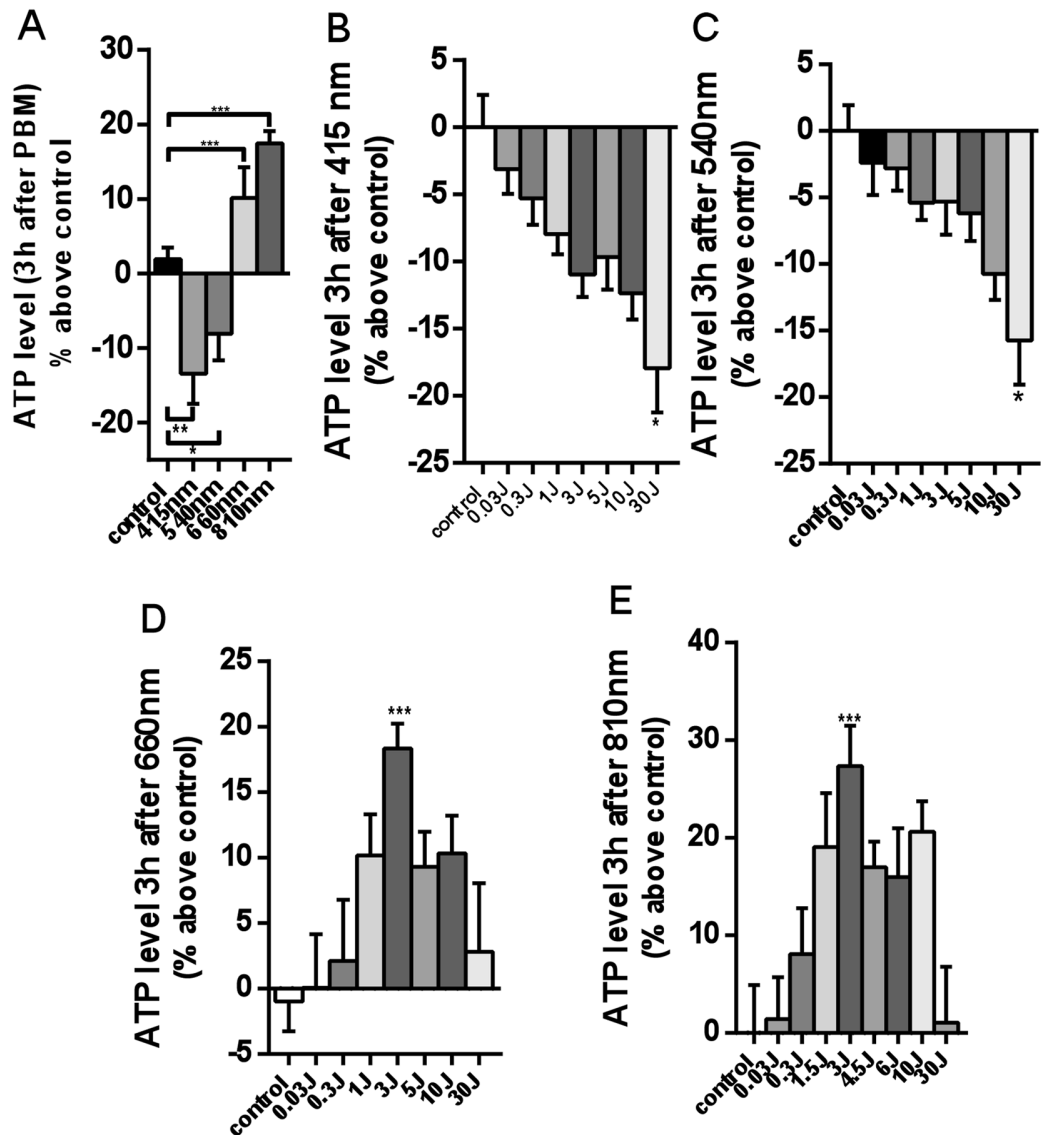 A
ATP level (3h after PBM)
% above control
30
20
10
0
-10
-20
***
***
**
*
control
415nm
540nm
660nm
810nm
B
ATP level 3h after 415 nm
(% above control)
5
0
-5
-10
-15
-20
-25
*
control
0.03J
0.3J
1J
3J
5J
10J
30J
C
ATP level 3h after 540nm
(% above control)
5
0
-5
-10
-15
-20
-25
*
control
0.03J
0.3J
1J
3J
5J
10J
30J
D
ATP level 3h after 660nm
(% above control)
25
20
15
10
5
0
-5
***
control
0.03J
0.3J
1J
3J
5J
10J
30J
E
ATP level 3h after 810nm
(% above control)
40
30
20
10
0
***
control
0.03J
0.3J
1.5J
3J
4.5J
6J
10J
30J